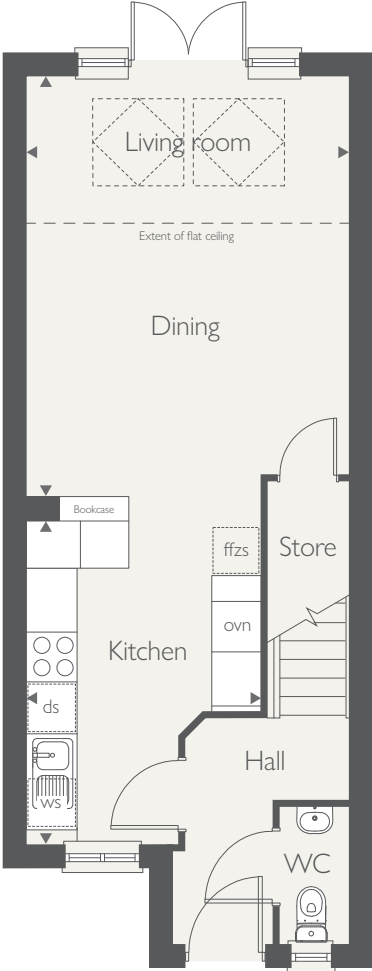 Living room
Extent of flat ceiling
Dining
Bookcase
ffzs
Store
ovn
Kitchen
ds
Hall
ws
WC